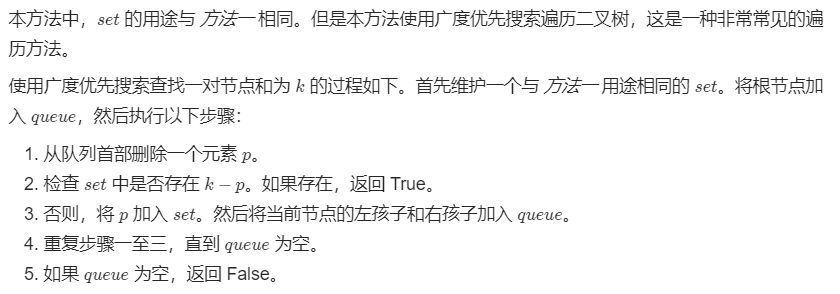 本方法中，set 的用途与 方法一 相同。但是本方法使用广度优先搜索遍历二叉树，这是一种非常常见的遍
历方法。
使用广度优先搜索查找一对节点和为 k 的过程如下。首先维护一个与 方法一 用途相同的 set。将根节点加
入 queue，然后执行以下步骤：
1. 从队列首部删除一个元素 p。
2. 检查 set 中是否存在 k − p。如果存在，返回 True。
3. 否则，将 p 加入 set。然后将当前节点的左孩子和右孩子加入 queue。
4. 重复步骤一至三，直到 queue 为空。
5. 如果 queue 为空，返回 False。